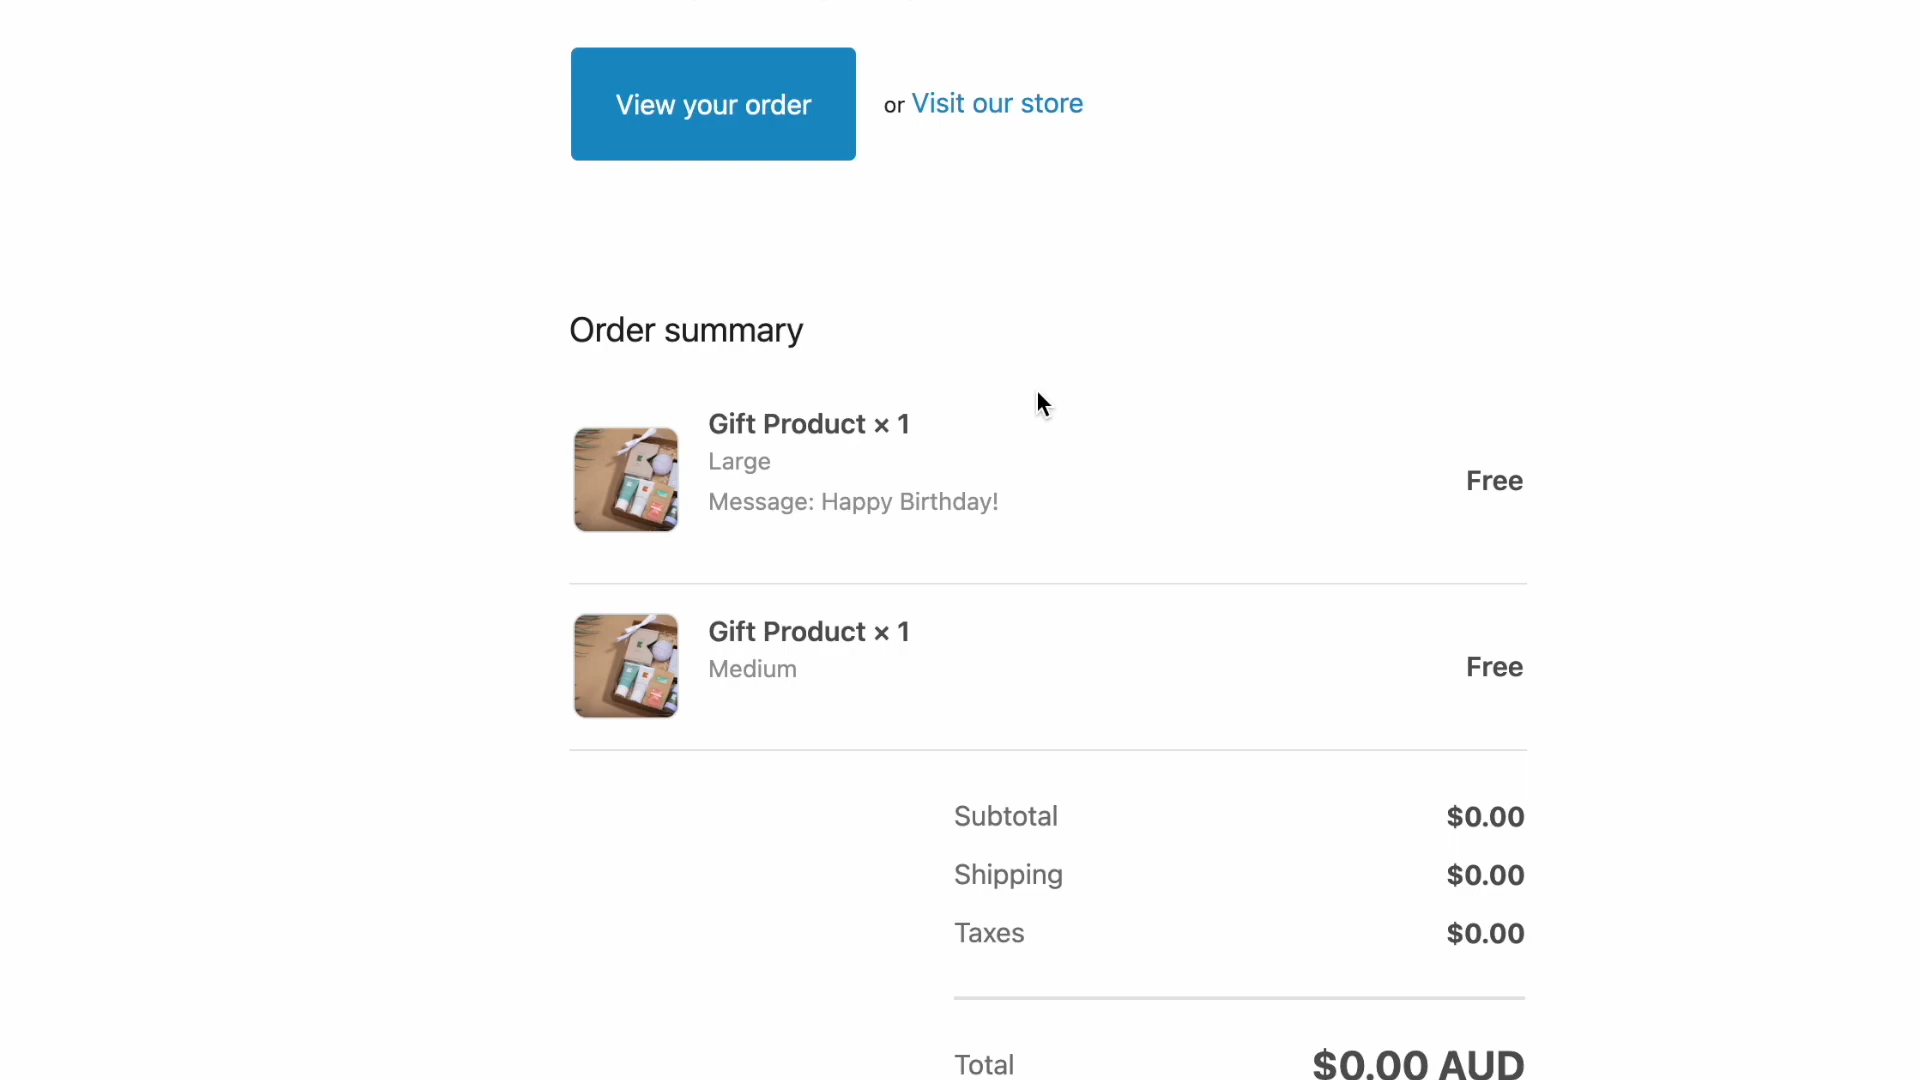 View your order
or Visit our store
Order summary
Gift Product × 1
Large
Message: Happy Birthday!
Free
Gift Product × 1
Medium
Free
Subtotal $0.00
Shipping $0.00
Taxes $0.00
Total $0.00 AUD